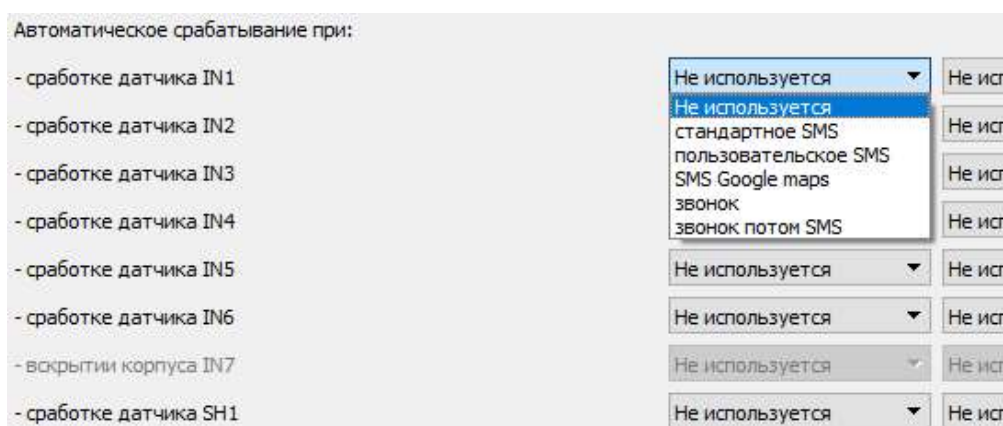 Автоматическое срабатывание при:
- сработке датчика IN1 Не используется
Не используется
стандартное SMS
- сработке датчика IN2
пользовательское SMS
- сработке датчика IN3
SMS Google maps
звонок
- сработке датчика IN4
звонок потом SMS
- сработке датчика IN5 Не используется
- сработке датчика IN6 Не используется
- вскрытии корпуса IN7 Не используется
- сработке датчика SH1 Не используется